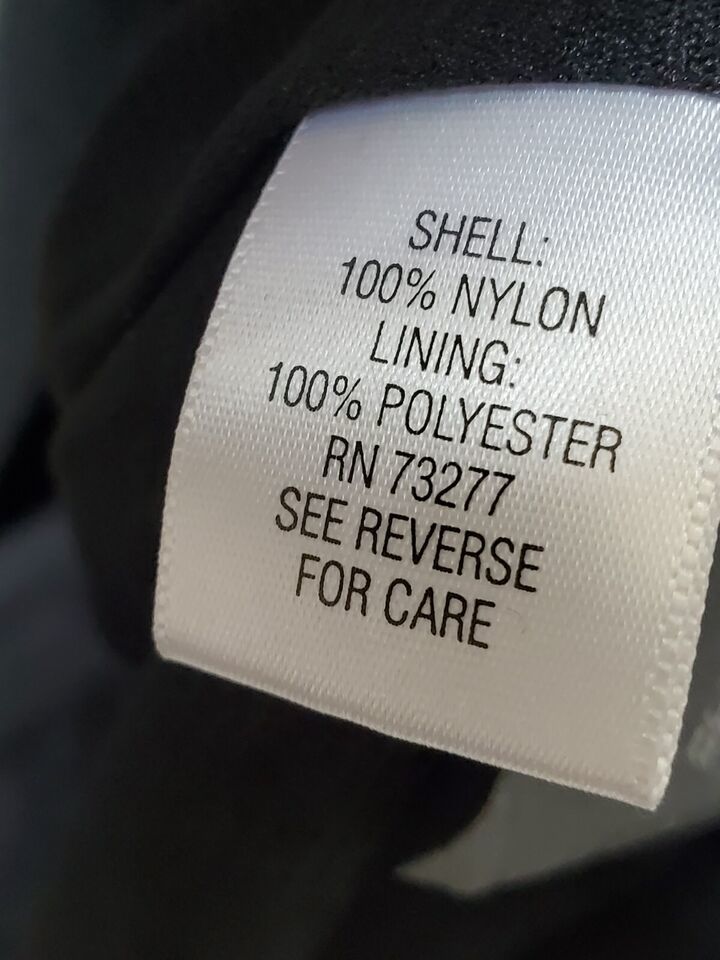 SHELL:
100% NYLON
LINING:
100% POLYESTER
RN 73277
SEE REVERSE
FOR CARE